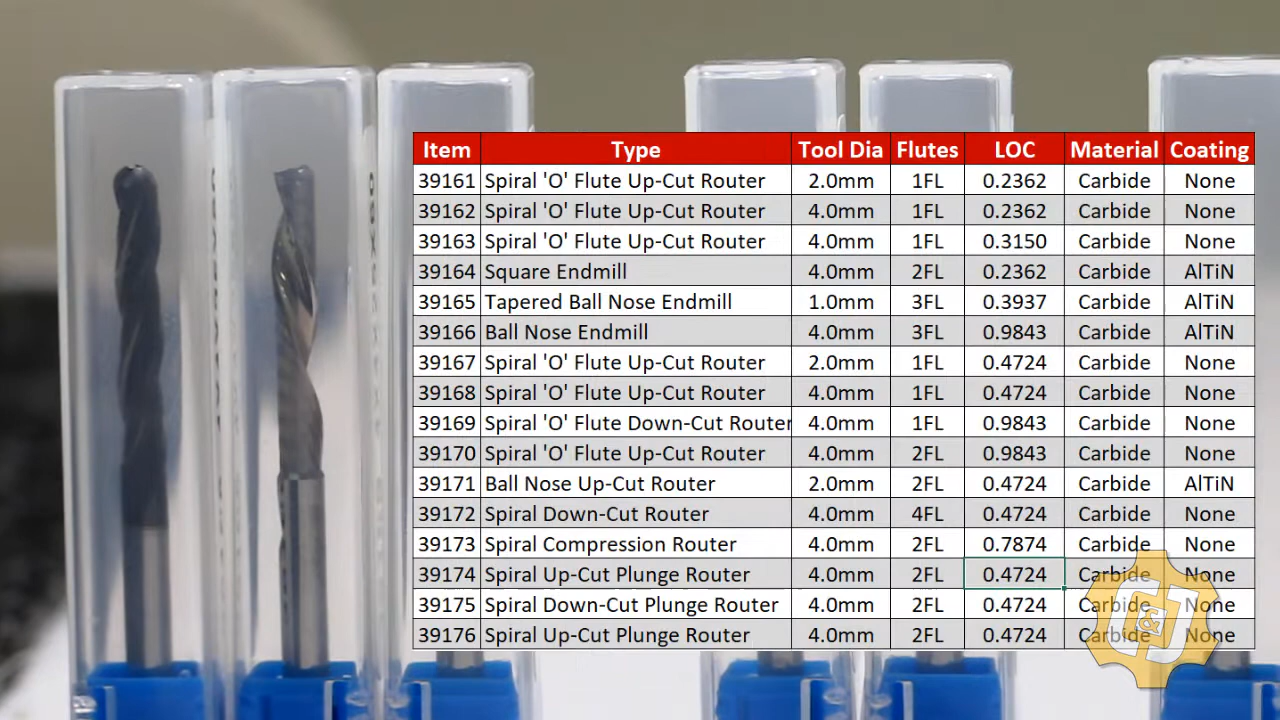 Item Type Tool Dia Flutes LOC Material Coating
39161 Spiral 'O' Flute Up-Cut Router 2.0mm 1FL 0.2362 Carbide None
39162 Spiral 'O' Flute Up-Cut Router 4.0mm 1FL 0.2362 Carbide None
39163 Spiral 'O' Flute Up-Cut Router 4.0mm 1FL 0.3150 Carbide None
39164 Square Endmill 4.0mm 2FL 0.2362 Carbide AlTiN
39165 Tapered Ball Nose Endmill 1.0mm 3FL 0.3937 Carbide AlTiN
39166 Ball Nose Endmill 4.0mm 3FL 0.9843 Carbide AlTiN
39167 Spiral 'O' Flute Up-Cut Router 2.0mm 1FL 0.4724 Carbide None
39168 Spiral 'O' Flute Up-Cut Router 4.0mm 1FL 0.4724 Carbide None
39169 Spiral 'O' Flute Down-Cut Router 4.0mm 1FL 0.9843 Carbide None
39170 Spiral 'O' Flute Up-Cut Router 4.0mm 2FL 0.9843 Carbide None
39171 Ball Nose Up-Cut Router 2.0mm 2FL 0.4724 Carbide AlTiN
39172 Spiral Down-Cut Router 4.0mm 4FL 0.4724 Carbide None
39173 Spiral Compression Router 4.0mm 2FL 0.7874 Carbide None
39174 Spiral Up-Cut Plunge Router 4.0mm 2FL 0.4724 Carbide None
39175 Spiral Down-Cut Plunge Router 4.0mm 2FL 0.4724 Carbide None
39176 Spiral Up-Cut Plunge Router 4.0mm 2FL 0.4724 Carbide None
C&J